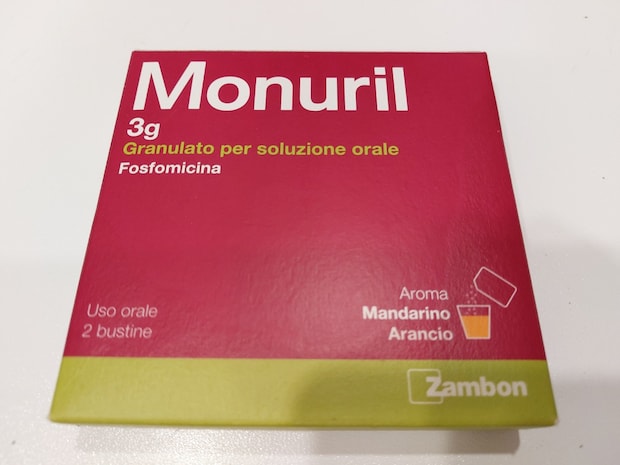 Monuril
3g
Granulato per soluzione orale
Fosfomicina
Aroma
Mandarino
Arancio
Uso orale
2 bustine
Zambon